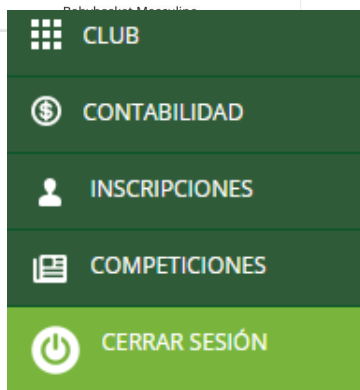 CLUB
CONTABILIDAD
INSCRIPCIONES
COMPETICIONES
CERRAR SESIÓN